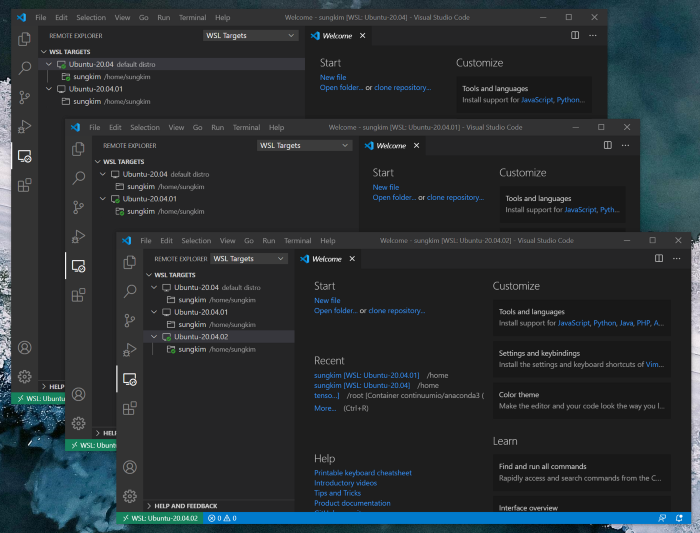 File Edit Selection View Go Run Terminal Help Welcome - sungkim [WSL: Ubuntu-20.04] - Visual Studio Code
REMOTE EXPLORER WSL Targets Welcome
WSL TARGETS
Ubuntu-20.04 default distro
sungkim /home/sungkim
Ubuntu-20.04.01
sungkim /home/sungkim
Start
New file
Open folder... or clone repository...
Customize
Tools and languages
Install support for JavaScript, Python...
HELP
WSL: Ubuntu
File Edit Selection View Go Run Terminal Help Welcome - sungkim [WSL: Ubuntu-20.04.01] - Visual Studio Code
REMOTE EXPLORER WSL Targets Welcome
WSL TARGETS
Ubuntu-20.04 default distro
sungkim /home/sungkim
Ubuntu-20.04.01
sungkim /home/sungkim
Start
New file
Open folder... or clone repository...
Customize
Tools and languages
Install support for JavaScript, Pyth...
HEL
WSL: Ubunt
File Edit Selection View Go Run Terminal Help Welcome - sungkim [WSL: Ubuntu-20.04.02] - Visual Studio Code
REMOTE EXPLORER WSL Targets Welcome
WSL TARGETS
Ubuntu-20.04 default distro
sungkim /home/sungkim
Ubuntu-20.04.01
sungkim /home/sungkim
Ubuntu-20.04.02
sungkim /home/sungkim
HELP AND FEEDBACK
Start
New file
Open folder... or clone repository...
Recent
sungkim [WSL: Ubuntu-20.04.01] /home
sungkim [WSL: Ubuntu-20.04] /home
tenso...] /root [Container continuumio/anaconda3 (
More... (Ctrl+R)
Help
Printable keyboard cheatsheet
Introductory videos
Tips and Tricks
Product documentation
Customize
Tools and languages
Install support for JavaScript, Python, Java, PHP, A...
Settings and keybindings
Install the settings and keyboard shortcuts of Vim...
Color theme
Make the editor and your code look the way you l...
Learn
Find and run all commands
Rapidly access and search commands from the C...
Interface overview
WSL: Ubuntu-20.04.02 0 0